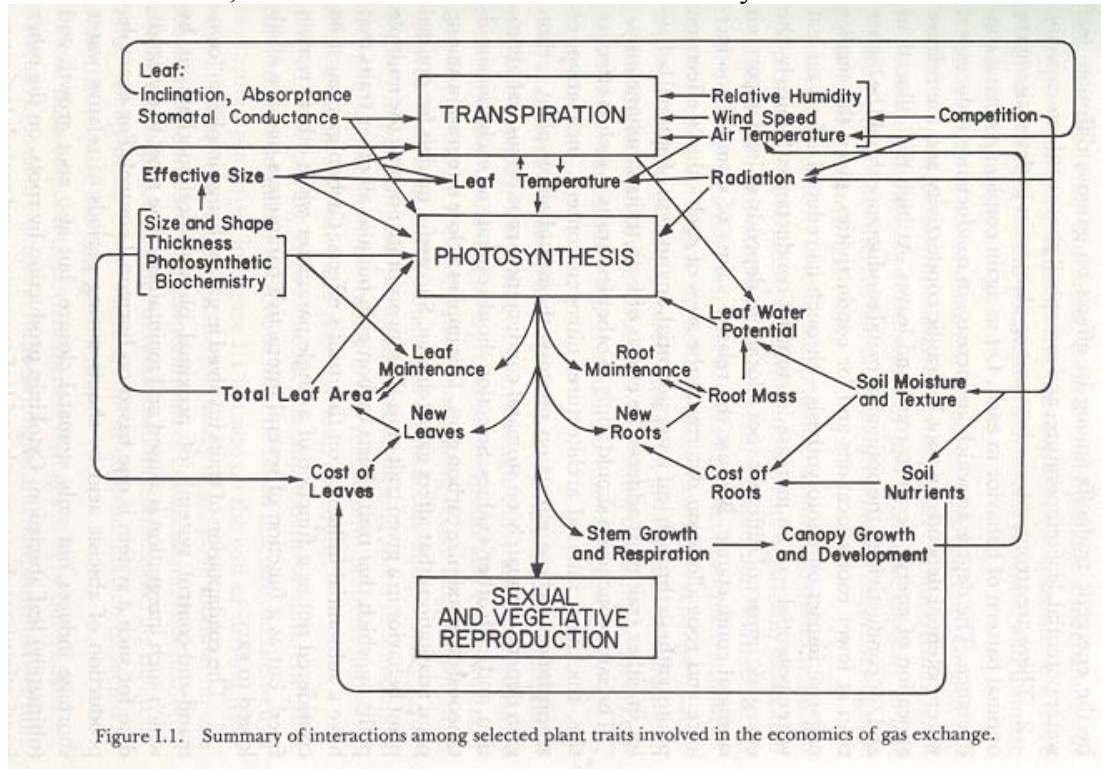 Leaf:
Inclination, Absorptance
Stomatal Conductance
TRANSPIRATION
Relative Humidity
Wind Speed
Air Temperature
Competition
Effective Size
Leaf Temperature
Radiation
Size and Shape
Thickness
Photosynthetic
Biochemistry
PHOTOSYNTHESIS
Leaf Water
Potential
Leaf
Maintenance
Root
Maintenance
Total Leaf Area
Root Mass
Soil Moisture
and Texture
New
Leaves
New
Roots
Cost of
Leaves
Cost of
Roots
Soil
Nutrients
Stem Growth
and Respiration
Canopy Growth
and Development
SEXUAL
AND VEGETATIVE
REPRODUCTION
Figure I.1. Summary of interactions among selected plant traits involved in the economics of gas exchange.